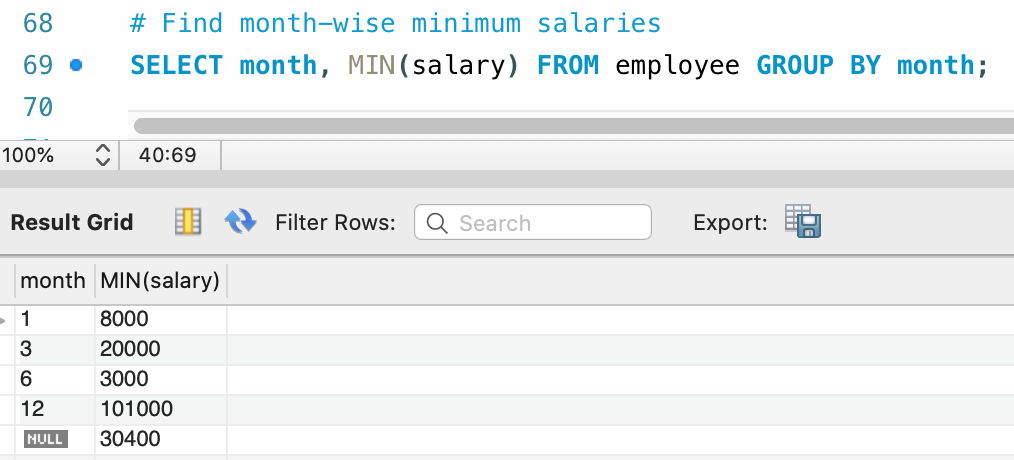 68 # Find month-wise minimum salaries
69 SELECT month, MIN(salary) FROM employee GROUP BY month;
70
100% 40:69
Result Grid Filter Rows: Search Export:
month MIN(salary)
1 8000
3 20000
6 3000
12 101000
NULL 30400